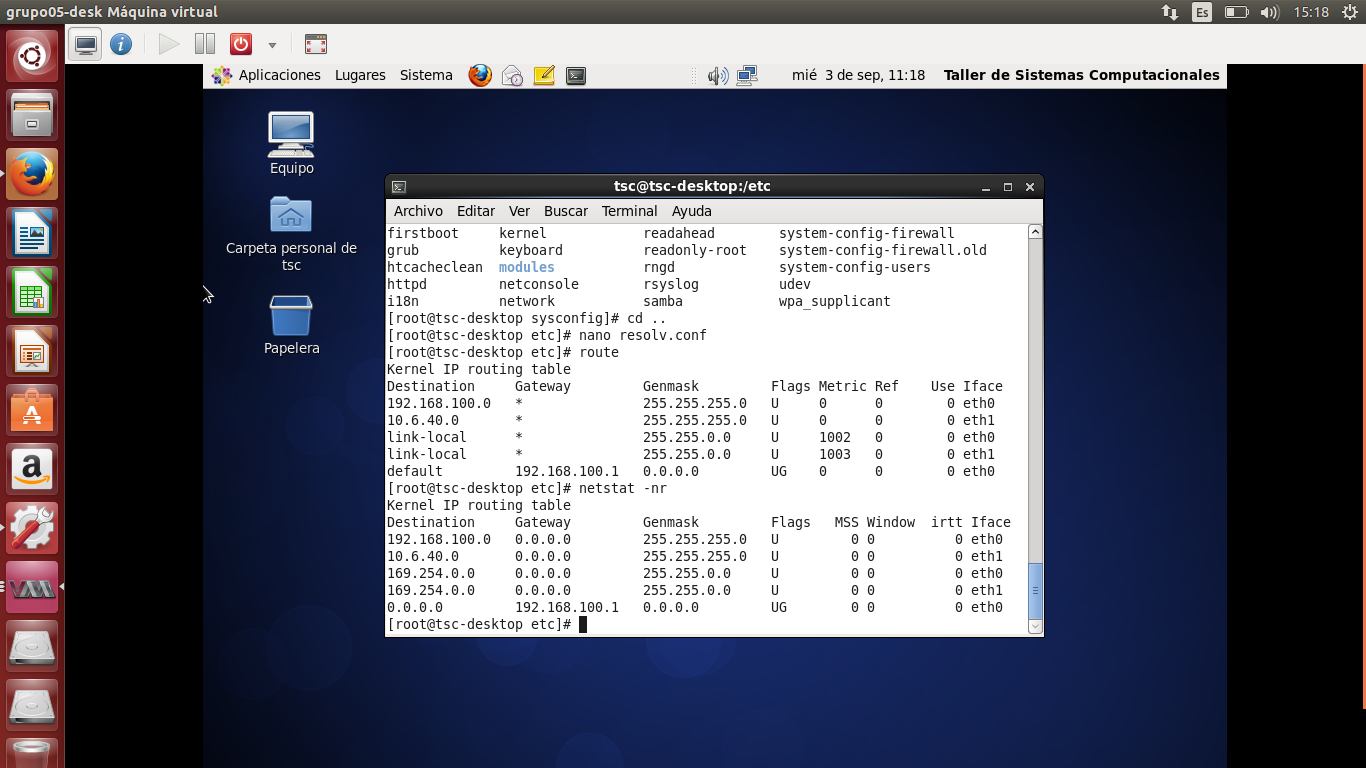 grupo05-desk Máquina virtual
Es
15:18
Aplicaciones Lugares Sistema
mié 3 de sep, 11:18 Taller de Sistemas Computacionales
Equipo
Carpeta personal de
tsc
Papelera
tsc@tsc-desktop:/etc
Archivo Editar Ver Buscar Terminal Ayuda
firstboot kernel readahead system-config-firewall
grub keyboard readonly-root system-config-firewall.old
htcacheclean modules rngd system-config-users
httpd netconsole rsyslog udev
i18n network samba wpa_supplicant
[root@tsc-desktop sysconfig]# cd ..
[root@tsc-desktop etc]# nano resolv.conf
[root@tsc-desktop etc]# route
Kernel IP routing table
Destination Gateway Genmask Flags Metric Ref Use Iface
192.168.100.0 * 255.255.255.0 U 0 0 0 eth0
10.6.40.0 * 255.255.255.0 U 0 0 0 eth1
link-local * 255.255.0.0 U 1002 0 0 eth0
link-local * 255.255.0.0 U 1003 0 0 eth1
default 192.168.100.1 0.0.0.0 UG 0 0 0 eth0
[root@tsc-desktop etc]# netstat -nr
Kernel IP routing table
Destination Gateway Genmask Flags MSS Window irtt Iface
192.168.100.0 0.0.0.0 255.255.255.0 U 0 0 0 eth0
10.6.40.0 0.0.0.0 255.255.255.0 U 0 0 0 eth1
169.254.0.0 0.0.0.0 255.255.0.0 U 0 0 0 eth0
169.254.0.0 0.0.0.0 255.255.0.0 U 0 0 0 eth1
0.0.0.0 192.168.100.1 0.0.0.0 UG 0 0 0 eth0
[root@tsc-desktop etc]#